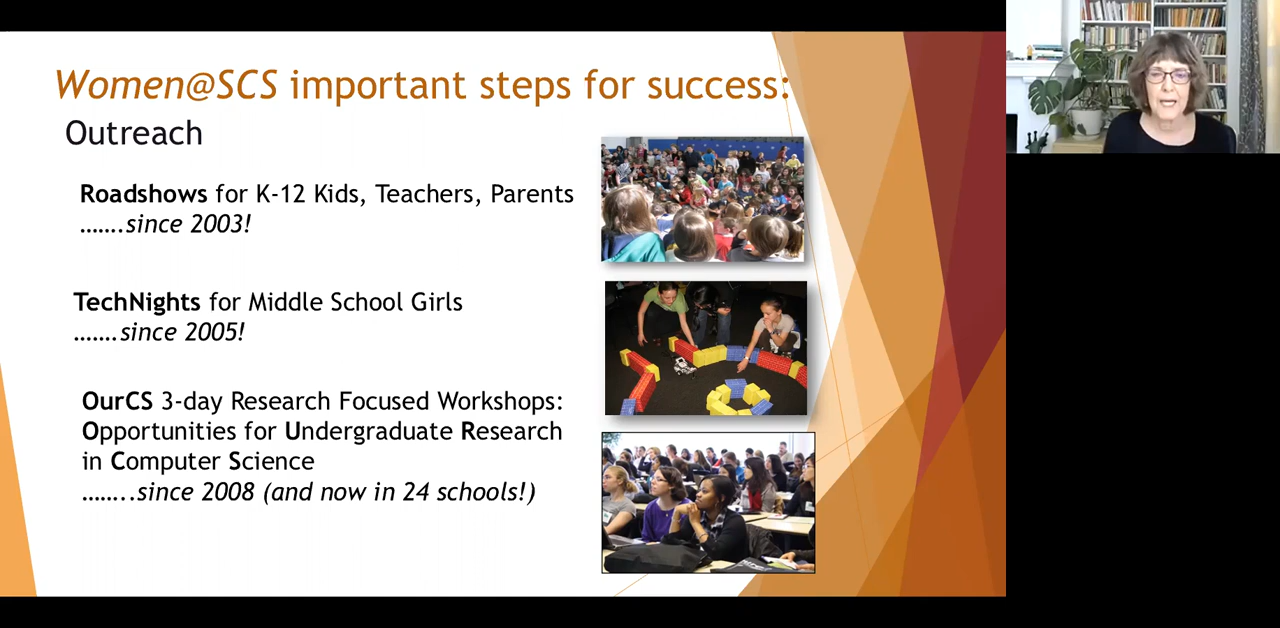 Women@SCS important steps for success:
Outreach
Roadshows for K-12 Kids, Teachers, Parents
…….since 2003!
TechNights for Middle School Girls
…….since 2005!
OurCS 3-day Research Focused Workshops:
Opportunities for Undergraduate Research
in Computer Science
……..since 2008 (and now in 24 schools!)